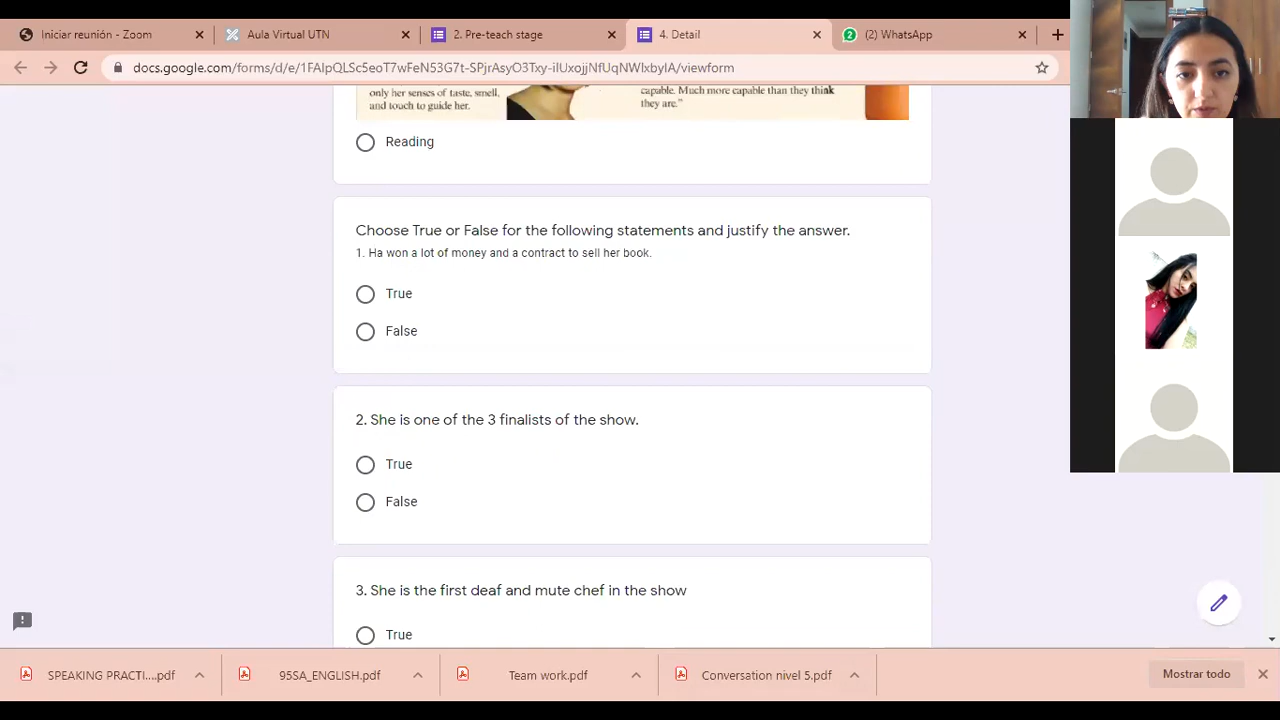 Iniciar reunión - Zoom
Aula Virtual UTN
2. Pre-teach stage
4. Detail
(2) WhatsApp
docs.google.com/forms/d/e/1FAIpQLSc5eoT7wFeN53G7t-SPjrAsyO3Txy-ilUxojjNfUqNWlxbyIA/viewform
only her senses of taste, smell,
and touch to guide her.
capable. Much more capable than they think
they are."
Reading
Choose True or False for the following statements and justify the answer.
1. Ha won a lot of money and a contract to sell her book.
True
False
2. She is one of the 3 finalists of the show.
True
False
3. She is the first deaf and mute chef in the show
True
SPEAKING PRACTI....pdf
95SA_ENGLISH.pdf
Team work.pdf
Conversation nivel 5.pdf
Mostrar todo